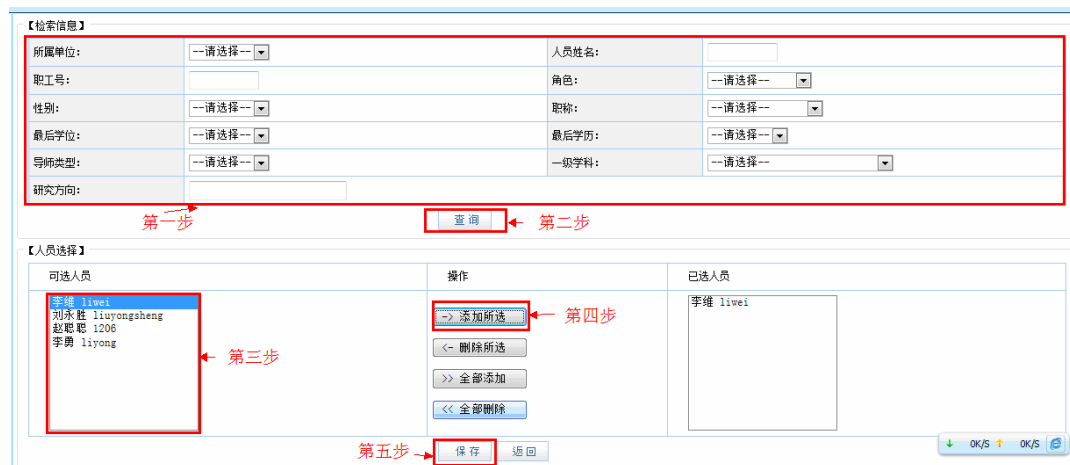 【检索信息】
所属单位: --请选择-- 人员姓名:
职工号: 角色: --请选择--
性别: --请选择-- 职称: --请选择--
最后学位: --请选择-- 最后学历: --请选择--
导师类型: --请选择-- 一级学科: --请选择--
研究方向:
第一步 查询 第二步
【人员选择】
可选人员 操作 已选人员
李维 liwei 李维 liwei
刘永胜 liuyongsheng
-> 添加所选 第四步
赵聪聪 1206
李勇 liyong
<- 删除所选
第三步
>> 全部添加
<< 全部删除
第五步 保存 返回
↓ 0K/S ↑ 0K/S